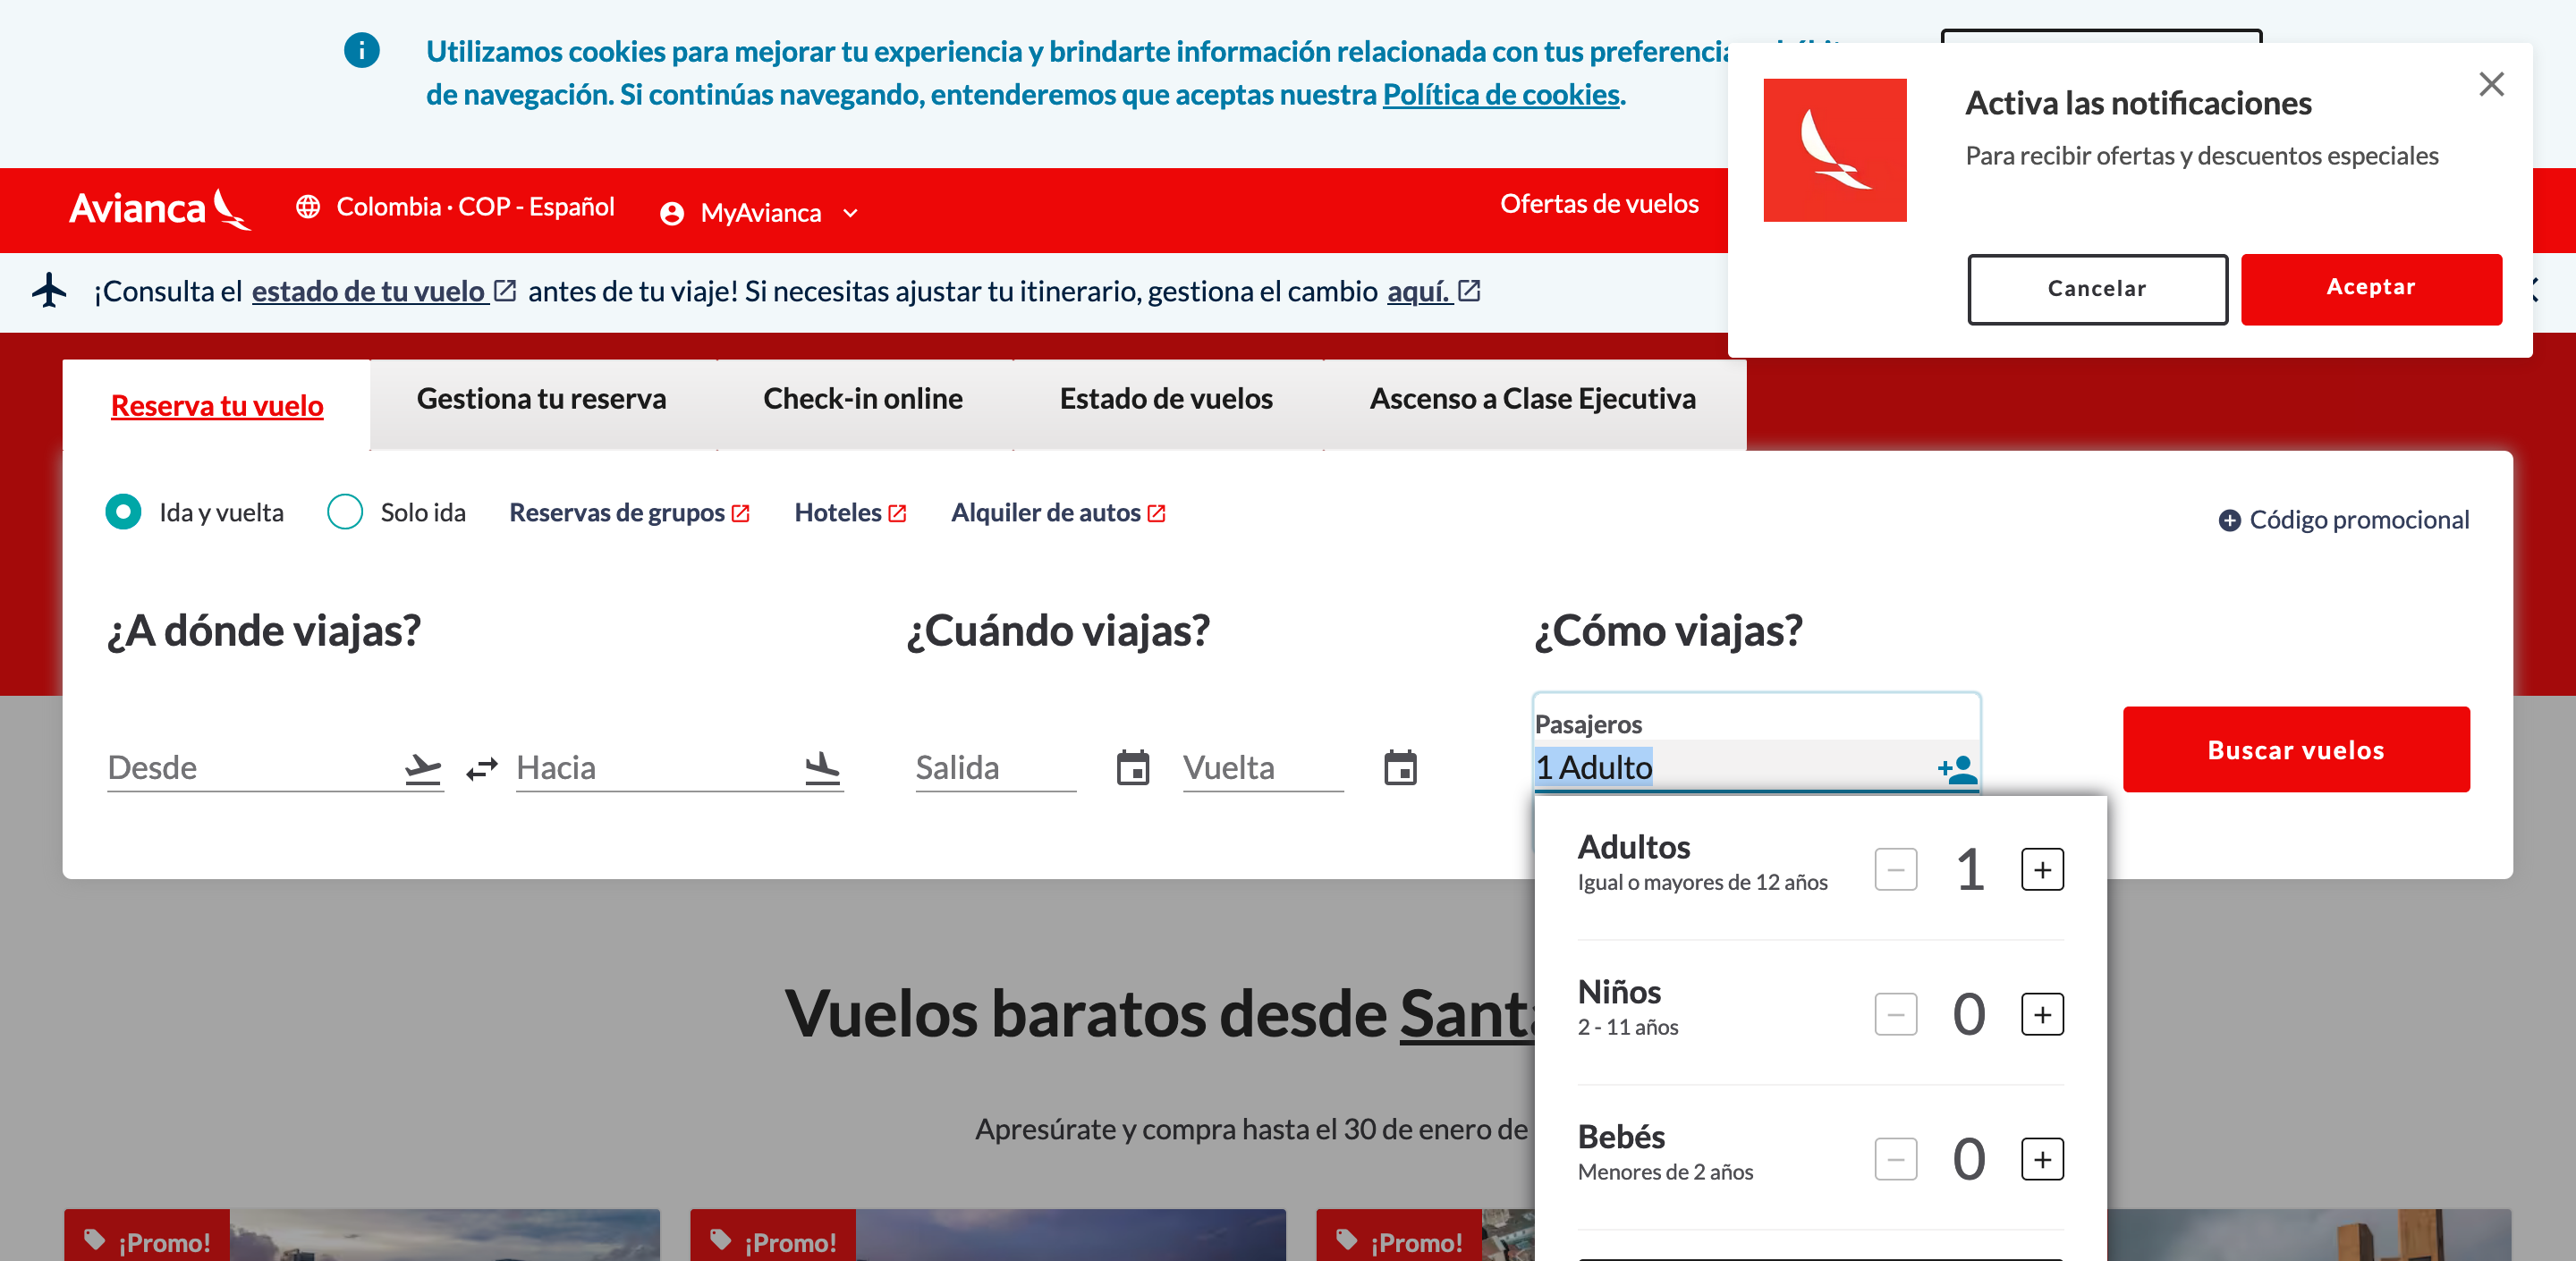 Utilizamos cookies para mejorar tu experiencia y brindarte información relacionada con tus
de navegación. Si continúas navegando, entenderemos que aceptas nuestra Política de cookies.
Activa las notificaciones
Para recibir ofertas y descuentos especiales
Cancelar
Aceptar
Avianca
Colombia · COP - Español
MyAvianca
Ofertas de vuelos
¡Consulta el estado de tu vuelo antes de tu viaje! Si necesitas ajustar tu itinerario, gestiona el cambio aquí.
Reserva tu vuelo
Gestiona tu reserva
Check-in online
Estado de vuelos
Ascenso a Clase Ejecutiva
Ida y vuelta
Solo ida
Reservas de grupos
Hoteles
Alquiler de autos
Código promocional
¿A dónde viajas?
¿Cuándo viajas?
¿Cómo viajas?
Pasajeros
Desde
Hacia
Salida
Vuelta
1 Adulto
Buscar vuelos
Adultos
Igual o mayores de 12 años
1
Niños
2 - 11 años
0
Bebés
Menores de 2 años
0
Vuelos baratos desde
Apresúrate y compra hasta el 30 de enero de
¡Promo!
¡Promo!
¡Promo!